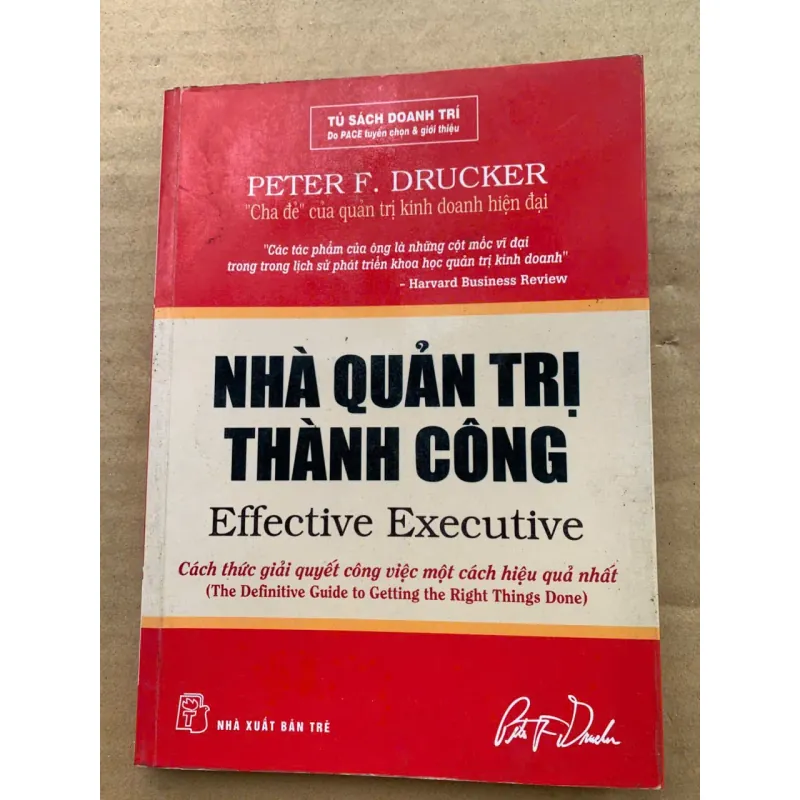 TỦ SÁCH DOANH TRÍ
Do PACE tuyển chọn & giới thiệu
PETER F. DRUCKER
"Cha đẻ" của quản trị kinh doanh hiện đại
"Các tác phẩm của ông là những cột mốc vĩ đại
trong trong lịch sử phát triển khoa học quản trị kinh doanh"
– Harvard Business Review
NHÀ QUẢN TRỊ
THÀNH CÔNG
Effective Executive
Cách thức giải quyết công việc một cách hiệu quả nhất
(The Definitive Guide to Getting the Right Things Done)
NHÀ XUẤT BẢN TRẺ
Peter F. Drucker